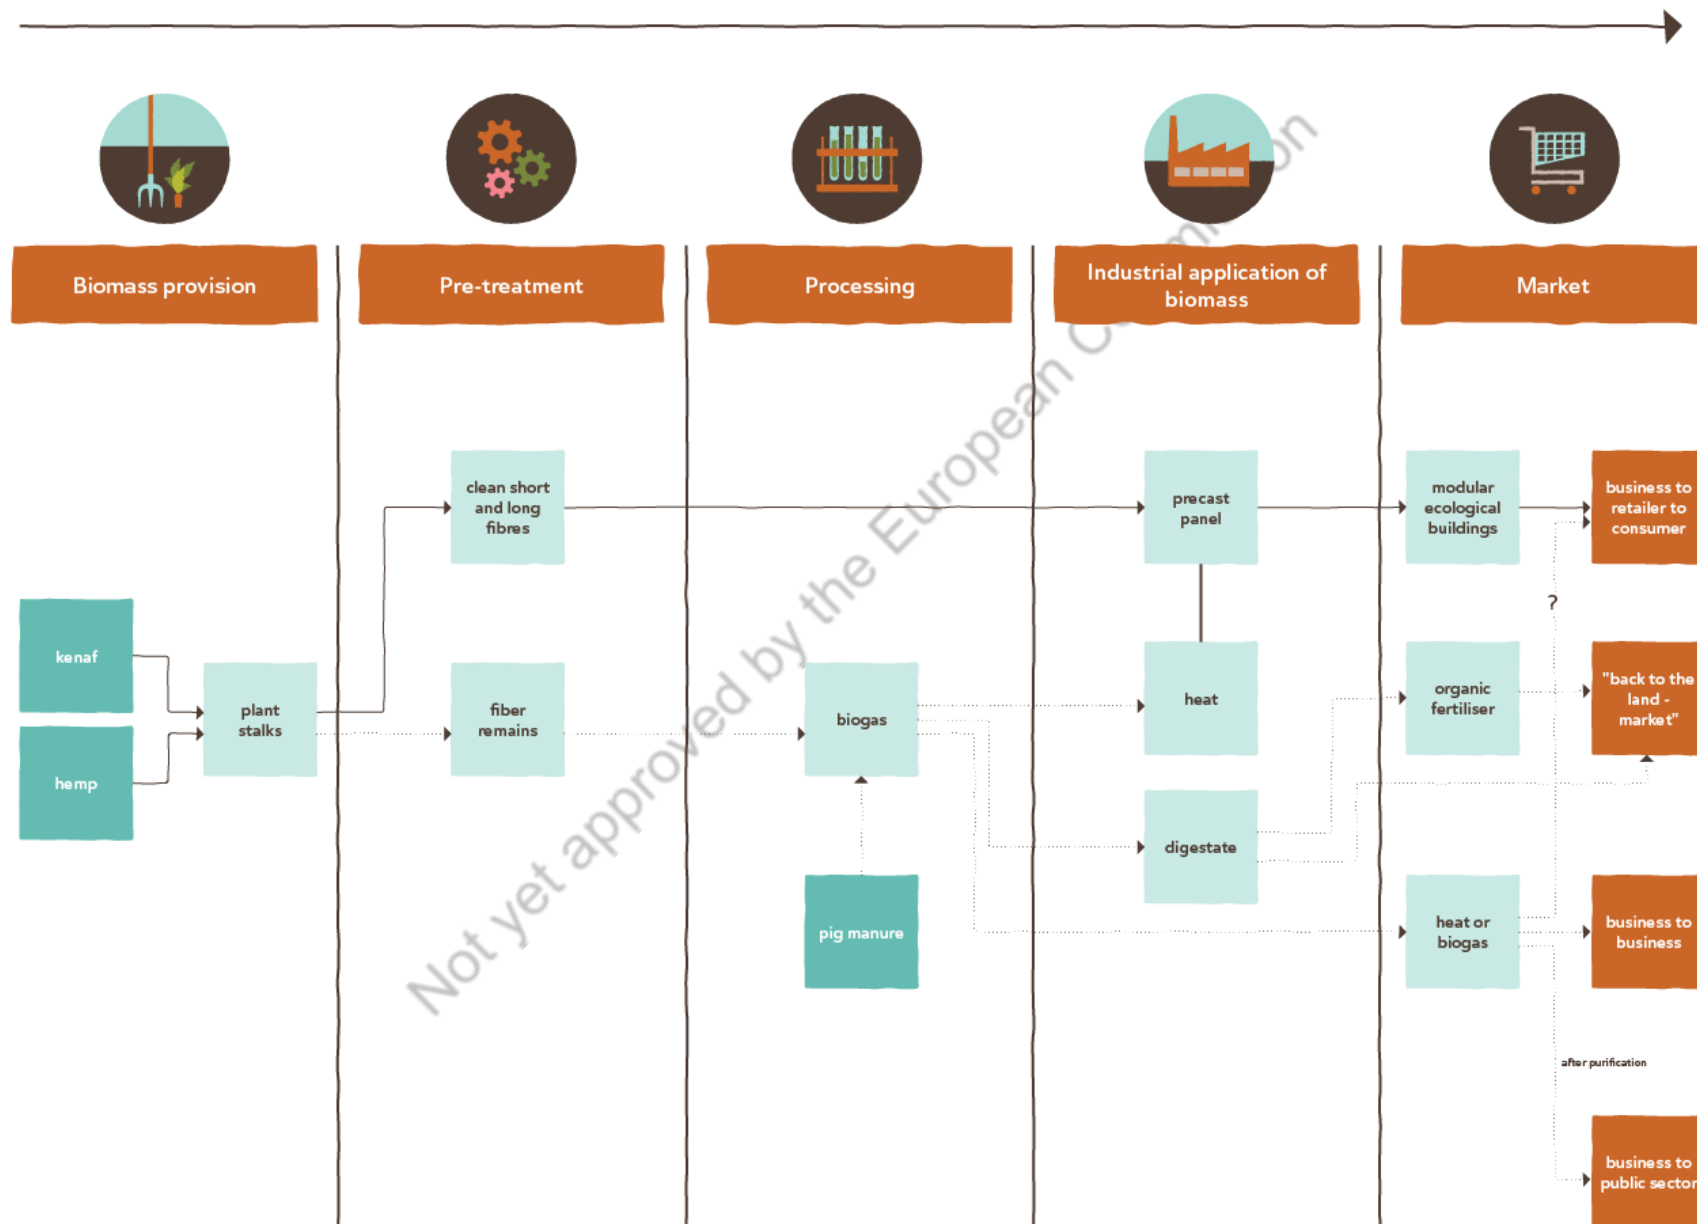 Biomass provision
Pre-treatment
Processing
Industrial application of
biomass
Market
clean short
and long
fibres
precast
panel
modular
ecological
buildings
business to
retailer to
consumer
?
kenaf
hemp
plant
stalks
fiber
remains
biogas
heat
organic
fertiliser
"back to the
land -
market"
digestate
pig manure
heat or
biogas
business to
business
after purification
business to
public sector
Not yet approved by the European Commission